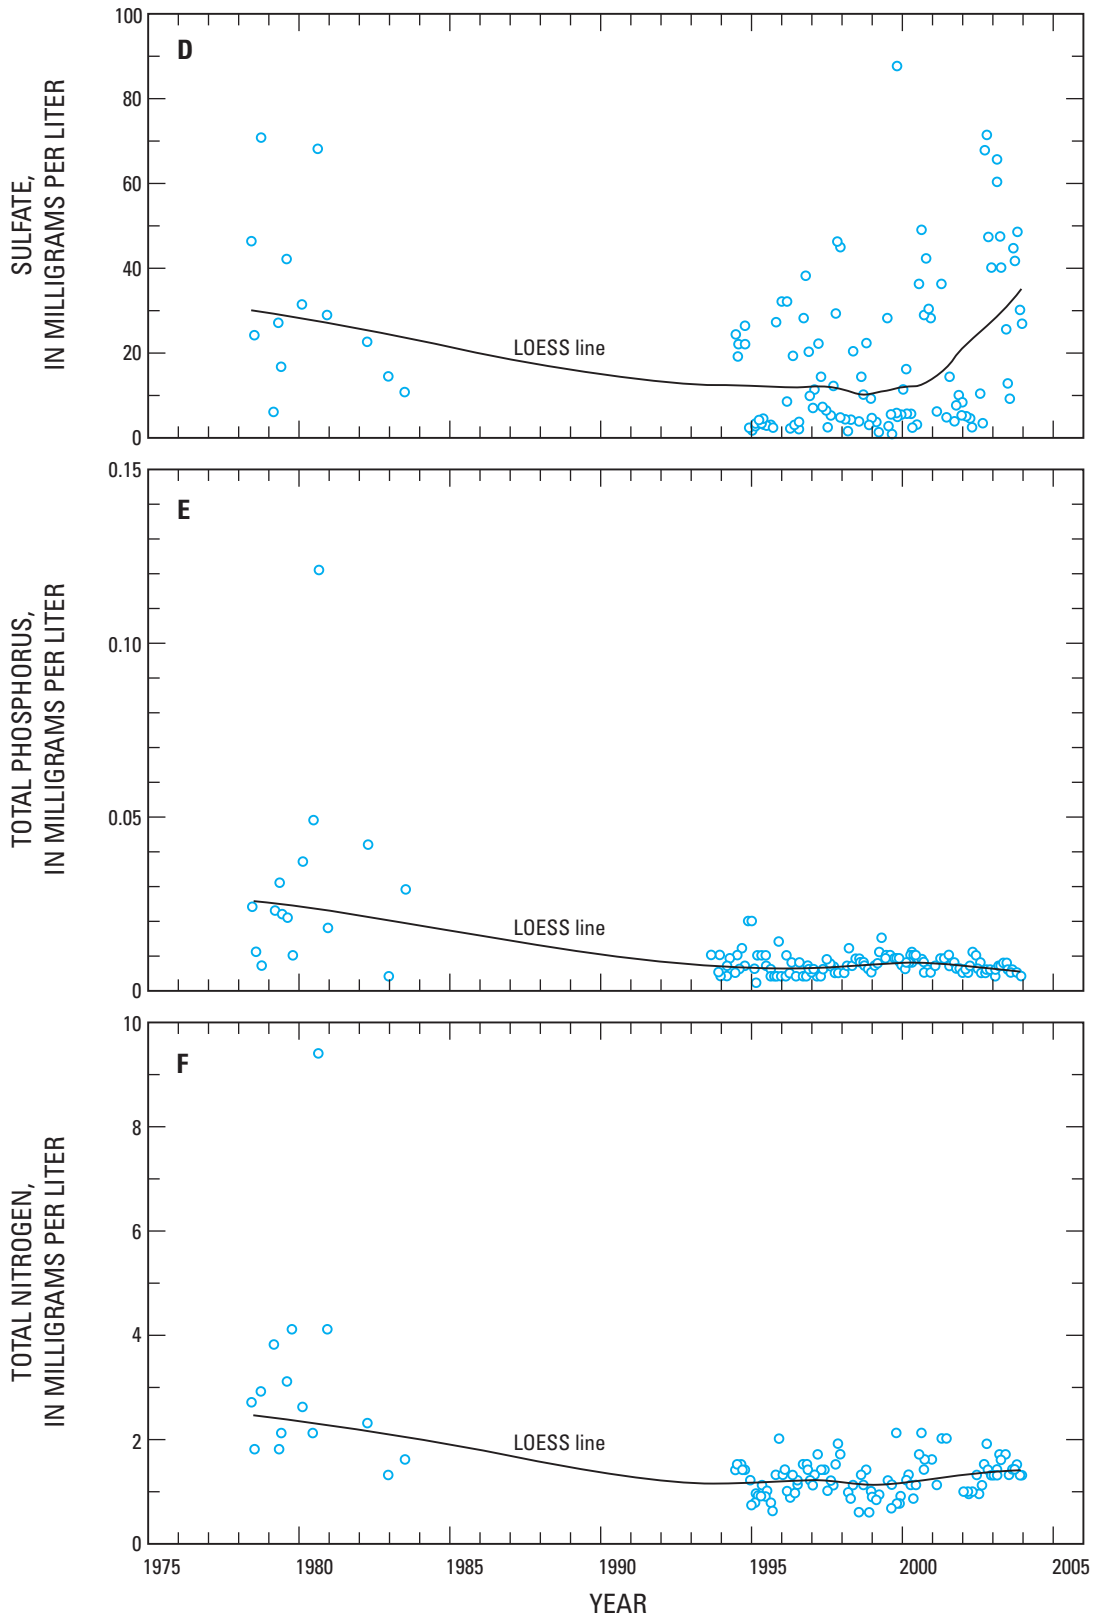 D
SULFATE,
IN MILLIGRAMS PER LITER
100
80
60
40
20
0
LOESS line
E
TOTAL PHOSPHORUS,
IN MILLIGRAMS PER LITER
0.15
0.10
0.05
0
LOESS line
F
TOTAL NITROGEN,
IN MILLIGRAMS PER LITER
10
8
6
4
2
0
LOESS line
1975 1980 1985 1990 1995 2000 2005
YEAR